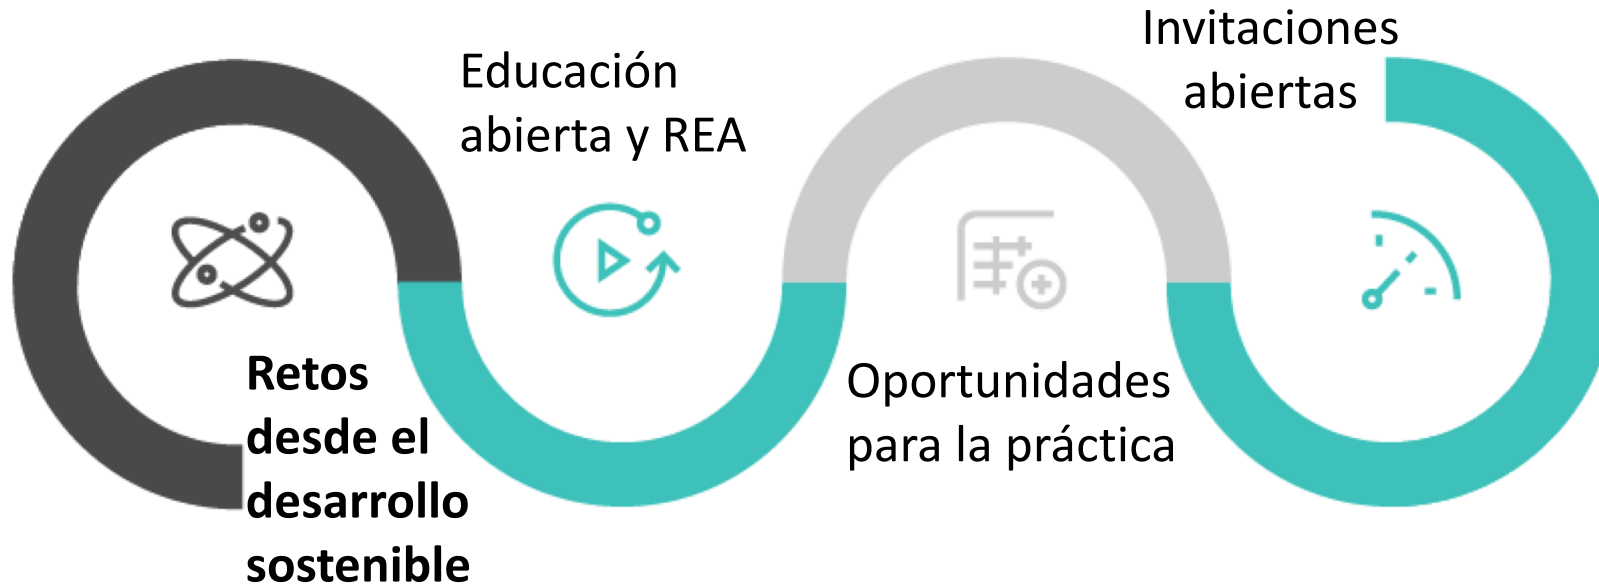 Retos
desde el
desarrollo
sostenible
Educación
abierta y REA
Oportunidades
para la práctica
Invitaciones
abiertas